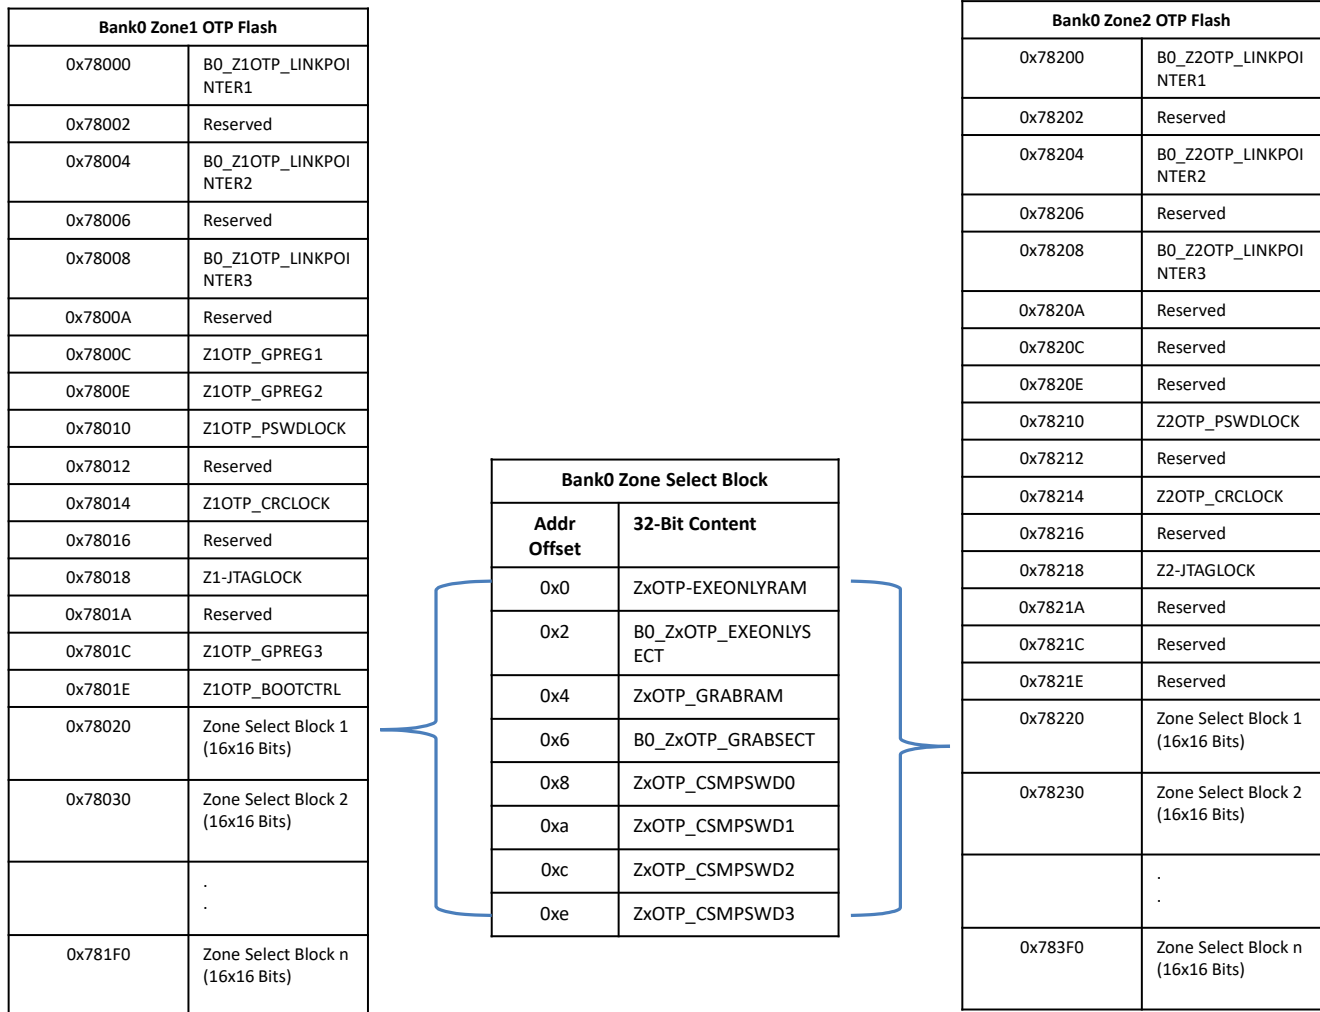 Bank0 Zone1 OTP Flash
0x78000 B0_Z1OTP_LINKPOI
NTER1
0x78002 Reserved
0x78004 B0_Z1OTP_LINKPOI
NTER2
0x78006 Reserved
0x78008 B0_Z1OTP_LINKPOI
NTER3
0x7800A Reserved
0x7800C Z1OTP_GPREG1
0x7800E Z1OTP_GPREG2
0x78010 Z1OTP_PSWDLOCK
0x78012 Reserved
0x78014 Z1OTP_CRCLOCK
0x78016 Reserved
0x78018 Z1-JTAGLOCK
0x7801A Reserved
0x7801C Z1OTP_GPREG3
0x7801E Z1OTP_BOOTCTRL
0x78020 Zone Select Block 1
(16x16 Bits)
0x78030 Zone Select Block 2
(16x16 Bits)
.
.
0x781F0 Zone Select Block n
(16x16 Bits)
Bank0 Zone Select Block
Addr 32-Bit Content
Offset
0x0 ZxOTP-EXEONLYRAM
0x2 B0_ZxOTP_EXEONLYS
ECT
0x4 ZxOTP_GRABRAM
0x6 B0_ZxOTP_GRABSECT
0x8 ZxOTP_CSMPSWD0
0xa ZxOTP_CSMPSWD1
0xc ZxOTP_CSMPSWD2
0xe ZxOTP_CSMPSWD3
Bank0 Zone2 OTP Flash
0x78200 B0_Z2OTP_LINKPOI
NTER1
0x78202 Reserved
0x78204 B0_Z2OTP_LINKPOI
NTER2
0x78206 Reserved
0x78208 B0_Z2OTP_LINKPOI
NTER3
0x7820A Reserved
0x7820C Reserved
0x7820E Reserved
0x78210 Z2OTP_PSWDLOCK
0x78212 Reserved
0x78214 Z2OTP_CRCLOCK
0x78216 Reserved
0x78218 Z2-JTAGLOCK
0x7821A Reserved
0x7821C Reserved
0x7821E Reserved
0x78220 Zone Select Block 1
(16x16 Bits)
0x78230 Zone Select Block 2
(16x16 Bits)
.
.
0x783F0 Zone Select Block n
(16x16 Bits)